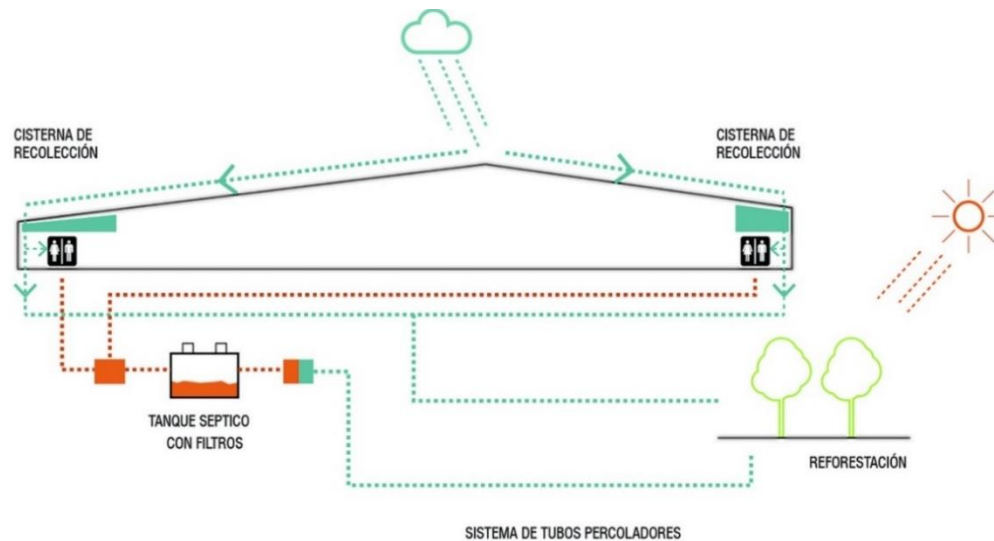 CISTERNA DE
RECOLECCIÓN
CISTERNA DE
RECOLECCIÓN
TANQUE SEPTICO
CON FILTROS
REFORESTACIÓN
SISTEMA DE TUBOS PERCOLADORES